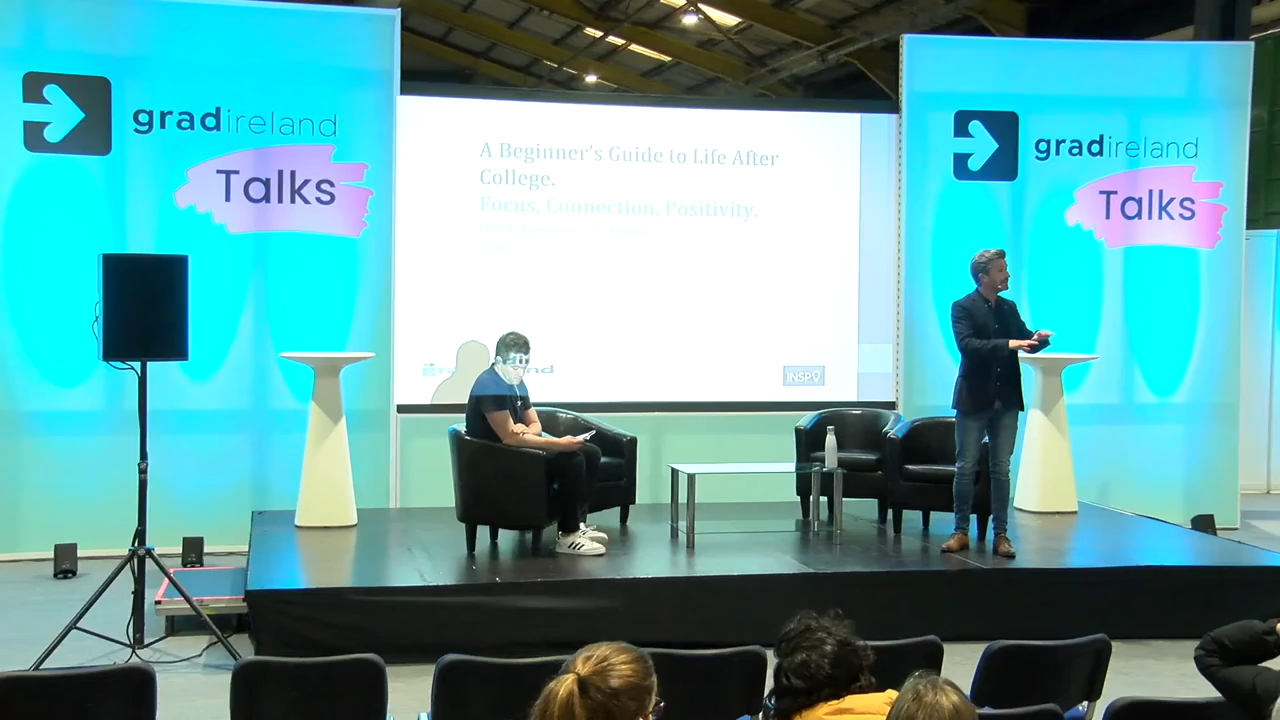 gradireland
Talks
A Beginner's Guide to Life After
College.
Focus, Connection, Positivity.
INSPO
gradireland
Talks